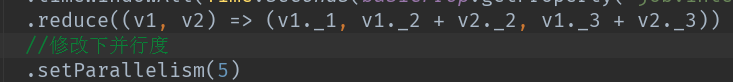 .reduce((v1, v2) => (v1._1, v1._2 + v2._2, v1._3 + v2._3))
//修改下并行度
.setParallelism(5)